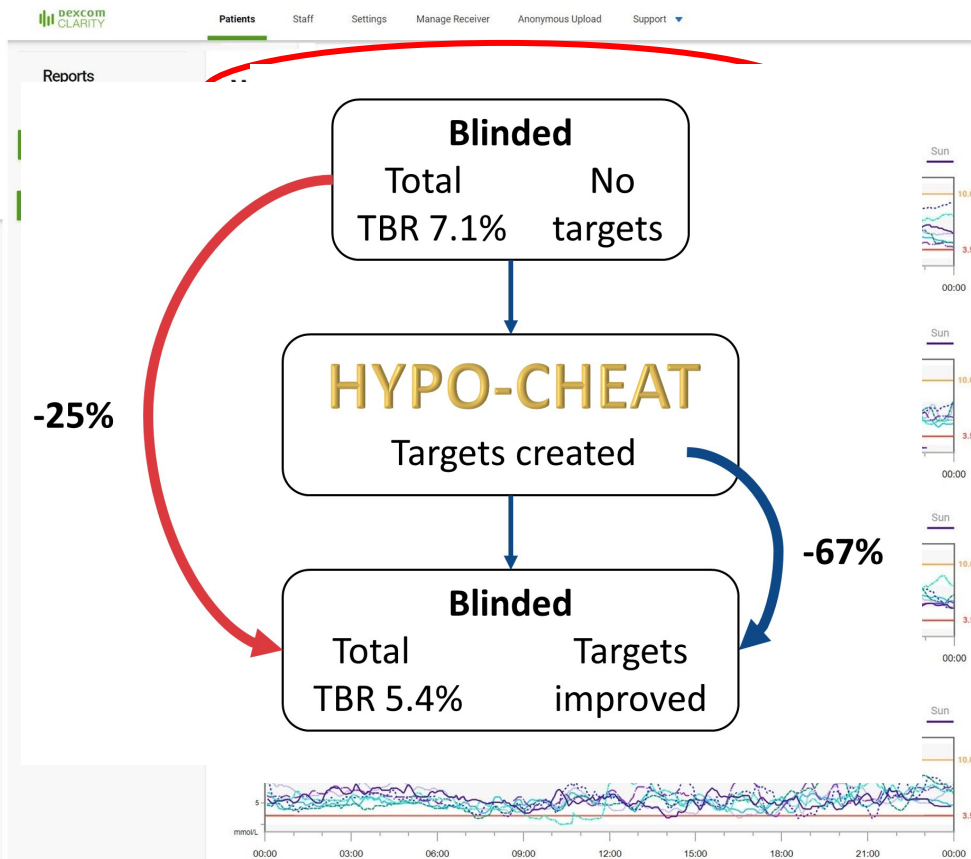 Dexcom
CLARITY
Patients
Staff
Settings
Manage Receiver
Anonymous Upload
Support
Reports
Blinded
Total
TBR 7.1%
No
targets
HYPO-CHEAT
Targets created
-25%
-67%
Blinded
Total
TBR 5.4%
Targets
improved
Sun
00:00
Sun
00:00
Sun
00:00
Sun
5
mmol/L
00:00
03:00
06:00
09:00
12:00
15:00
18:00
21:00
00:00